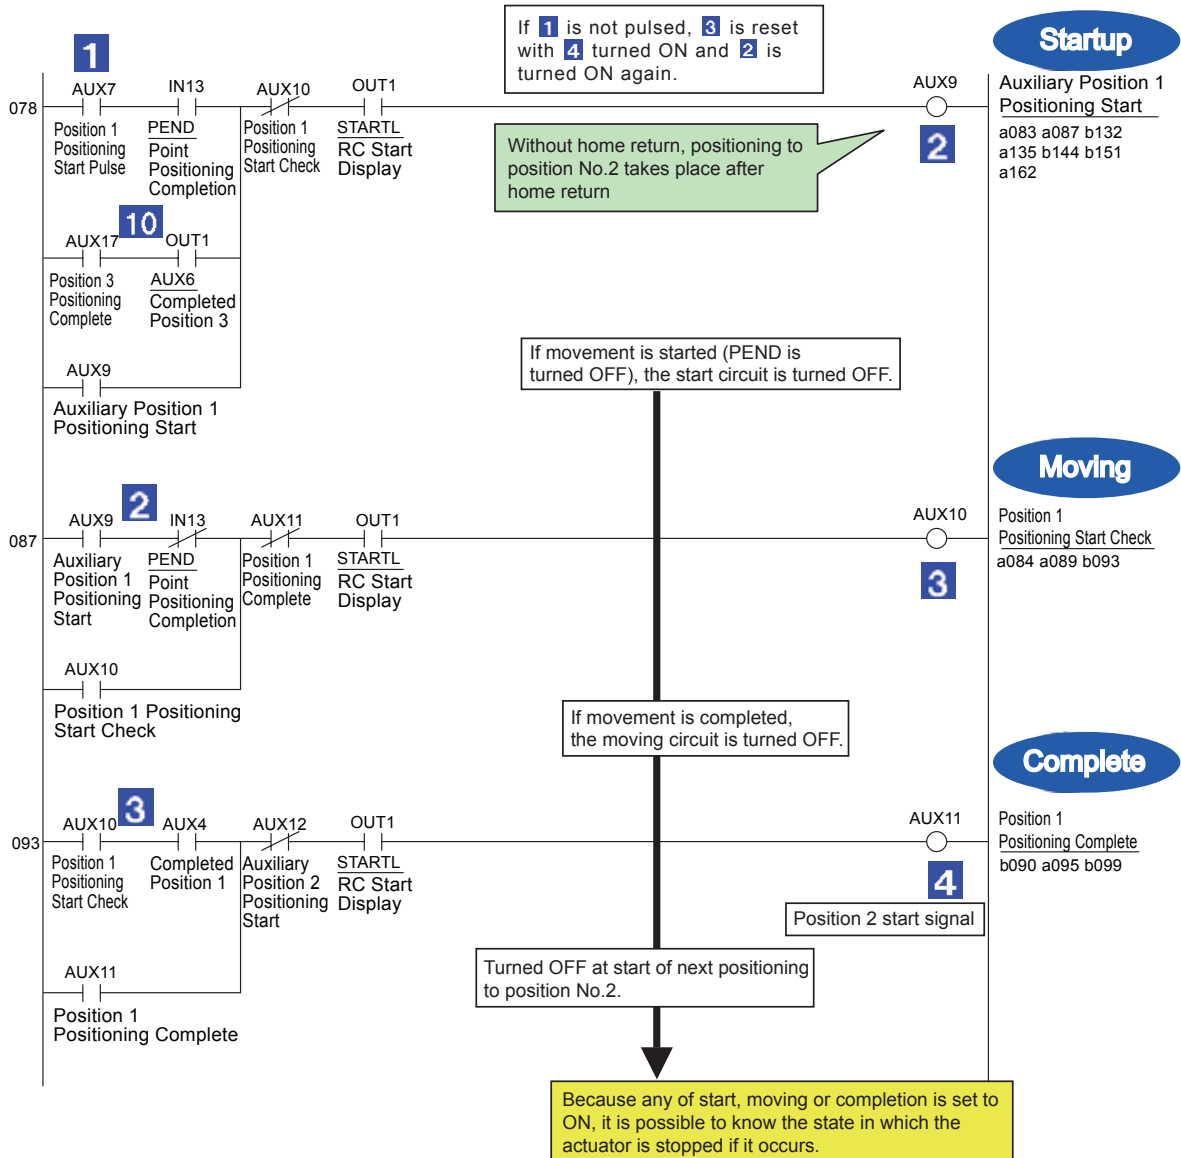 If 1 is not pulsed, 3 is reset
with 4 turned ON and 2 is
turned ON again.
Startup
1
078
AUX7
IN13
AUX10
OUT1
AUX9
Auxiliary Position 1
Positioning Start
a083 a087 b132
a135 b144 b151
a162
Position 1
Positioning
Start Pulse
PEND
Point
Positioning
Completion
Position 1
Positioning
Start Check
STARTL
RC Start
Display
2
Without home return, positioning to
position No.2 takes place after
home return
10
AUX17
OUT1
Position 3
Positioning
Complete
AUX6
Completed
Position 3
If movement is started (PEND is
turned OFF), the start circuit is turned OFF.
AUX9
Auxiliary Position 1
Positioning Start
Moving
2
087
AUX9
IN13
AUX11
OUT1
AUX10
Position 1
Positioning Start Check
a084 a089 b093
Auxiliary
Position 1
Positioning
Start
PEND
Point
Positioning
Completion
Position 1
Positioning
Complete
STARTL
RC Start
Display
3
AUX10
Position 1 Positioning
Start Check
If movement is completed,
the moving circuit is turned OFF.
Complete
3
093
AUX10
AUX4
AUX12
OUT1
AUX11
Position 1
Positioning Complete
b090 a095 b099
Position 1
Positioning
Start Check
Completed
Position 1
Auxiliary
Position 2
Positioning
Start
STARTL
RC Start
Display
4
Position 2 start signal
Turned OFF at start of next positioning
to position No.2.
AUX11
Position 1
Positioning Complete
Because any of start, moving or completion is set to
ON, it is possible to know the state in which the
actuator is stopped if it occurs.